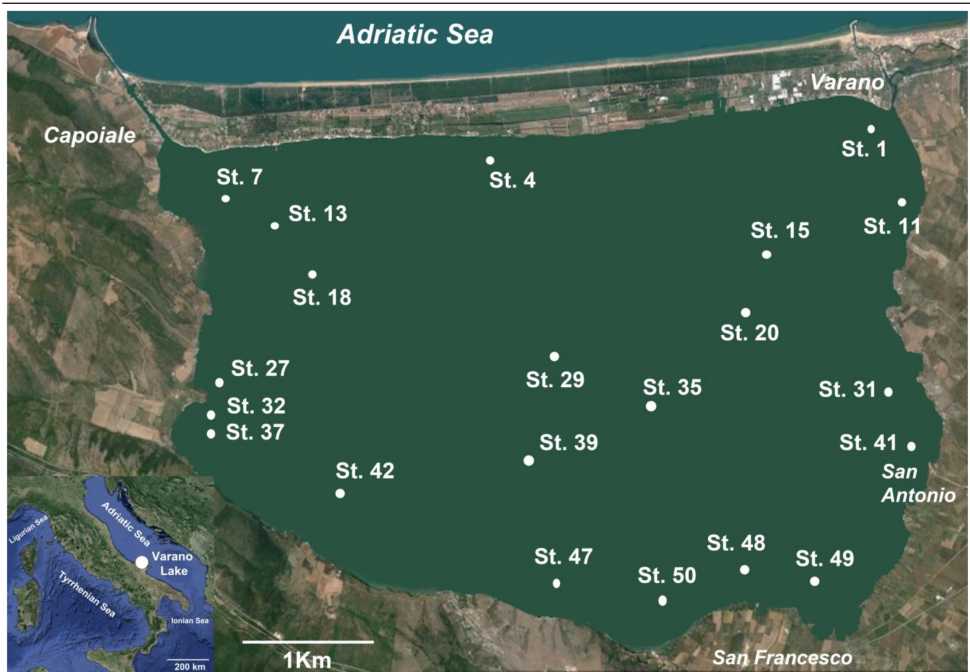 Adriatic Sea
Varano
Capoiale
St. 1
St. 4
St. 7
St. 11
St. 13
St. 15
St. 18
St. 20
St. 27
St. 29
St. 35
St. 31
St. 32
St. 37
St. 39
St. 41
San
Antonio
St. 42
St. 47
St. 48
St. 49
St. 50
San Francesco
1Km
Adriatic Sea
Ligurian Sea
Varano
Lake
Tyrrhenian Sea
Ionian Sea
200 km